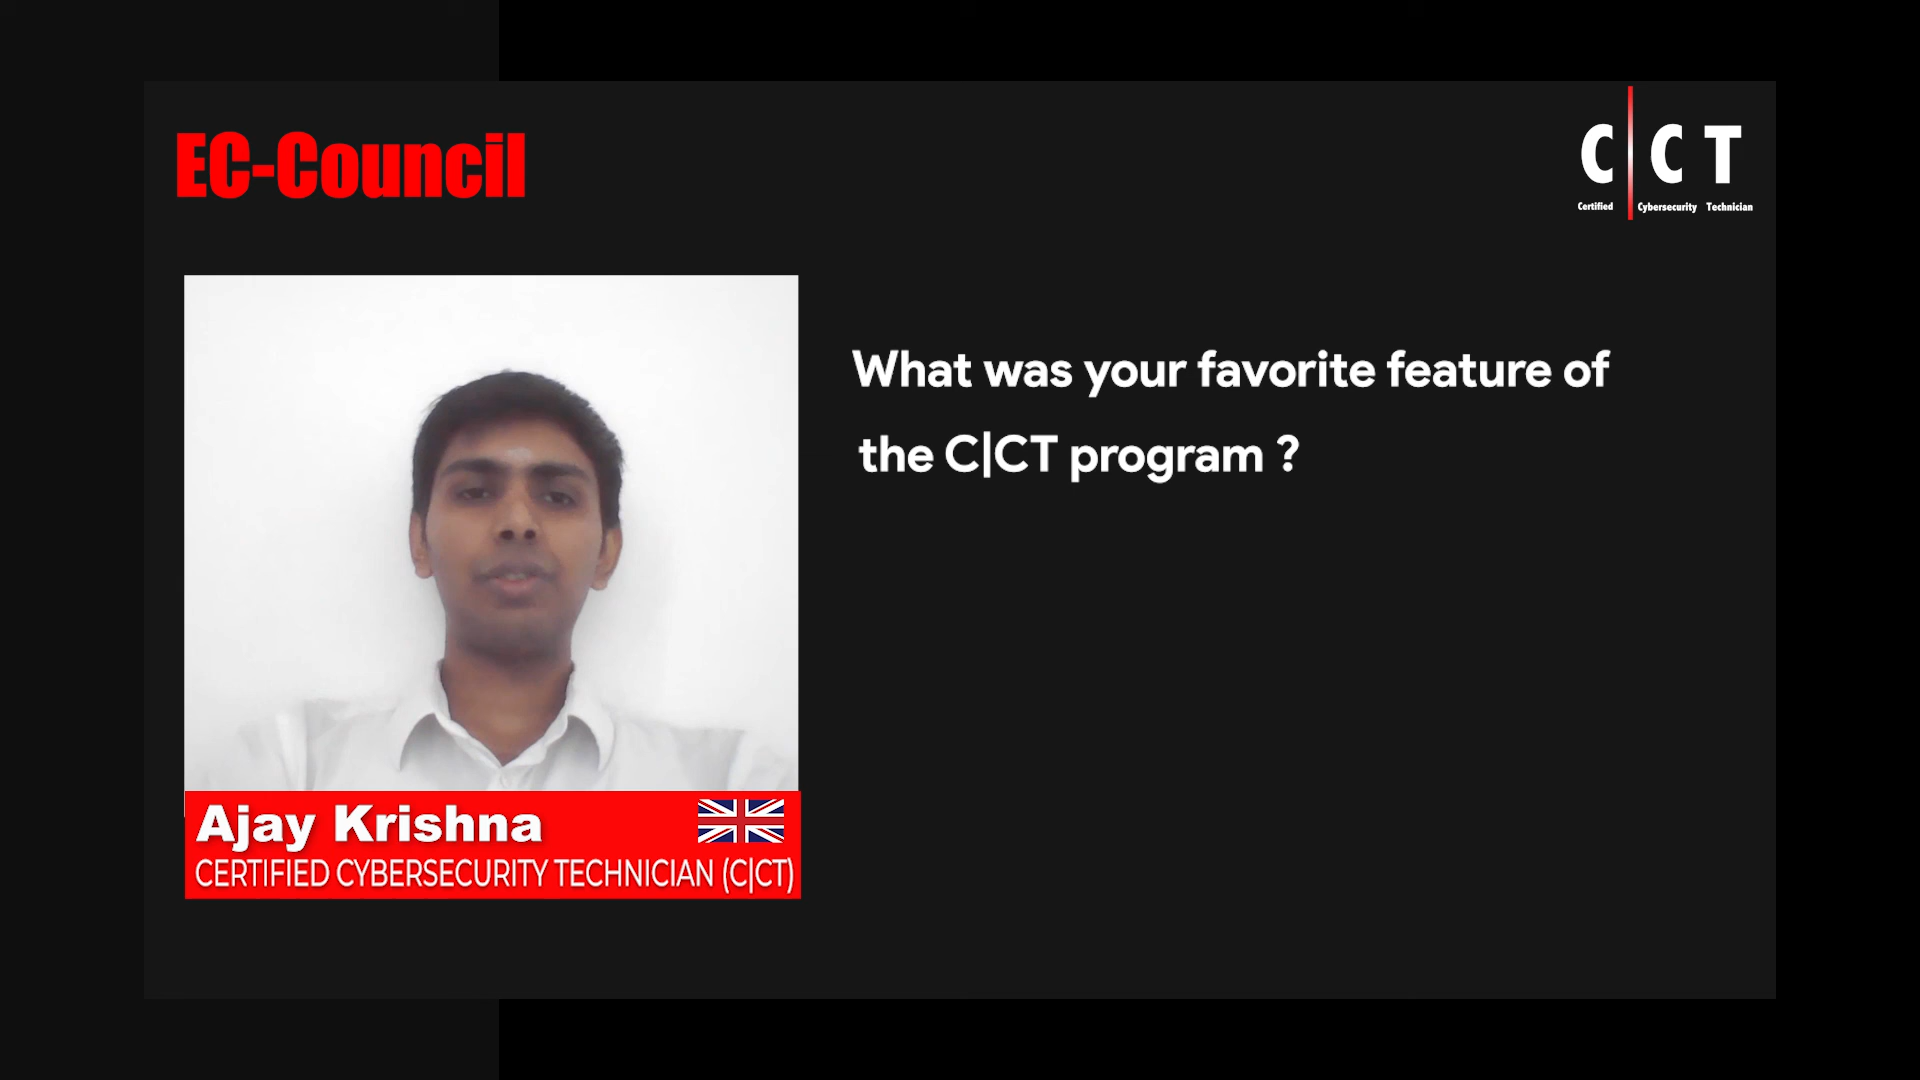 EC-Council
C|CT
Certified Cybersecurity Technician
What was your favorite feature of
the C|CT program ?
Ajay Krishna
CERTIFIED CYBERSECURITY TECHNICIAN (C|CT)